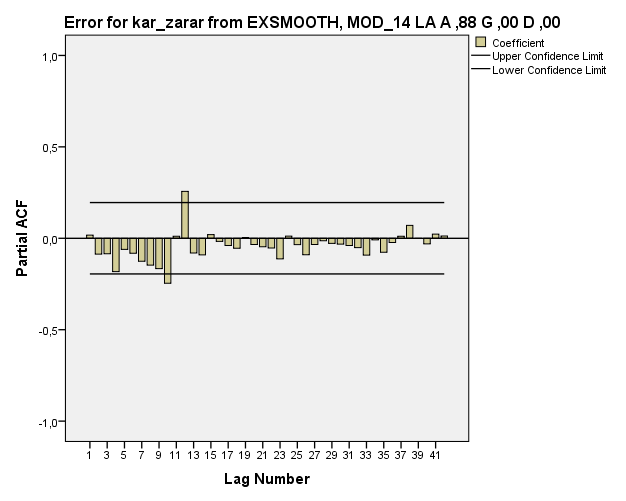 Error for kar_zarar from EXSMOOTH, MOD_14 LA A ,88 G ,00 D ,00
Coefficient
Upper Confidence Limit
Lower Confidence Limit
Partial ACF
1,0
0,5
0,0
-0,5
-1,0
1 3 5 7 9 11 13 15 17 19 21 23 25 27 29 31 33 35 37 39 41
Lag Number